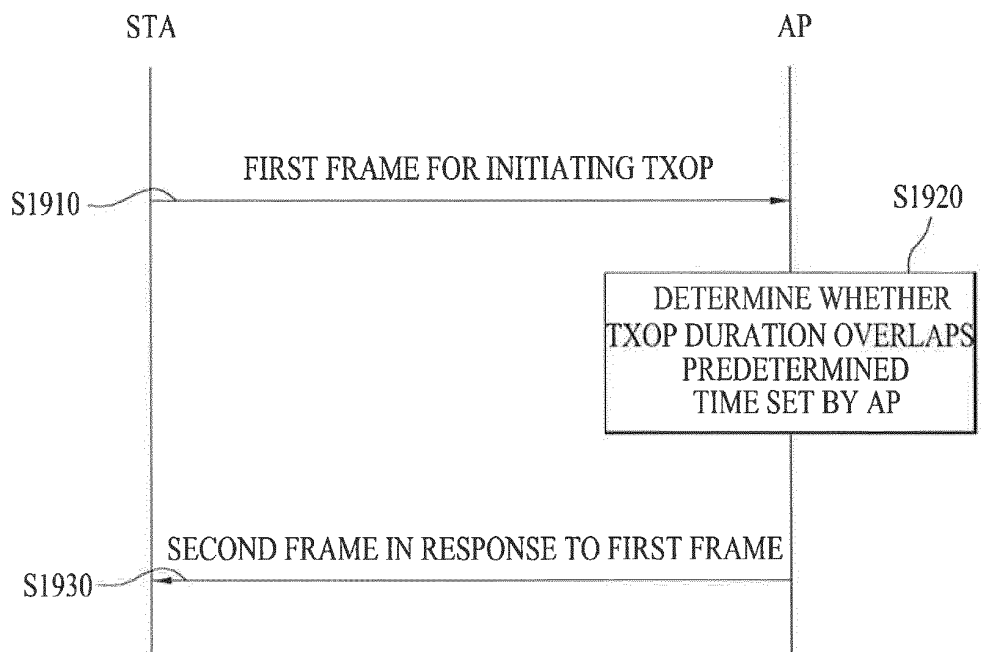 STA
AP
FIRST FRAME FOR INITIATING TXOP
S1910
S1920
DETERMINE WHETHER
TXOP DURATION OVERLAPS
PREDETERMINED
TIME SET BY AP
SECOND FRAME IN RESPONSE TO FIRST FRAME
S1930